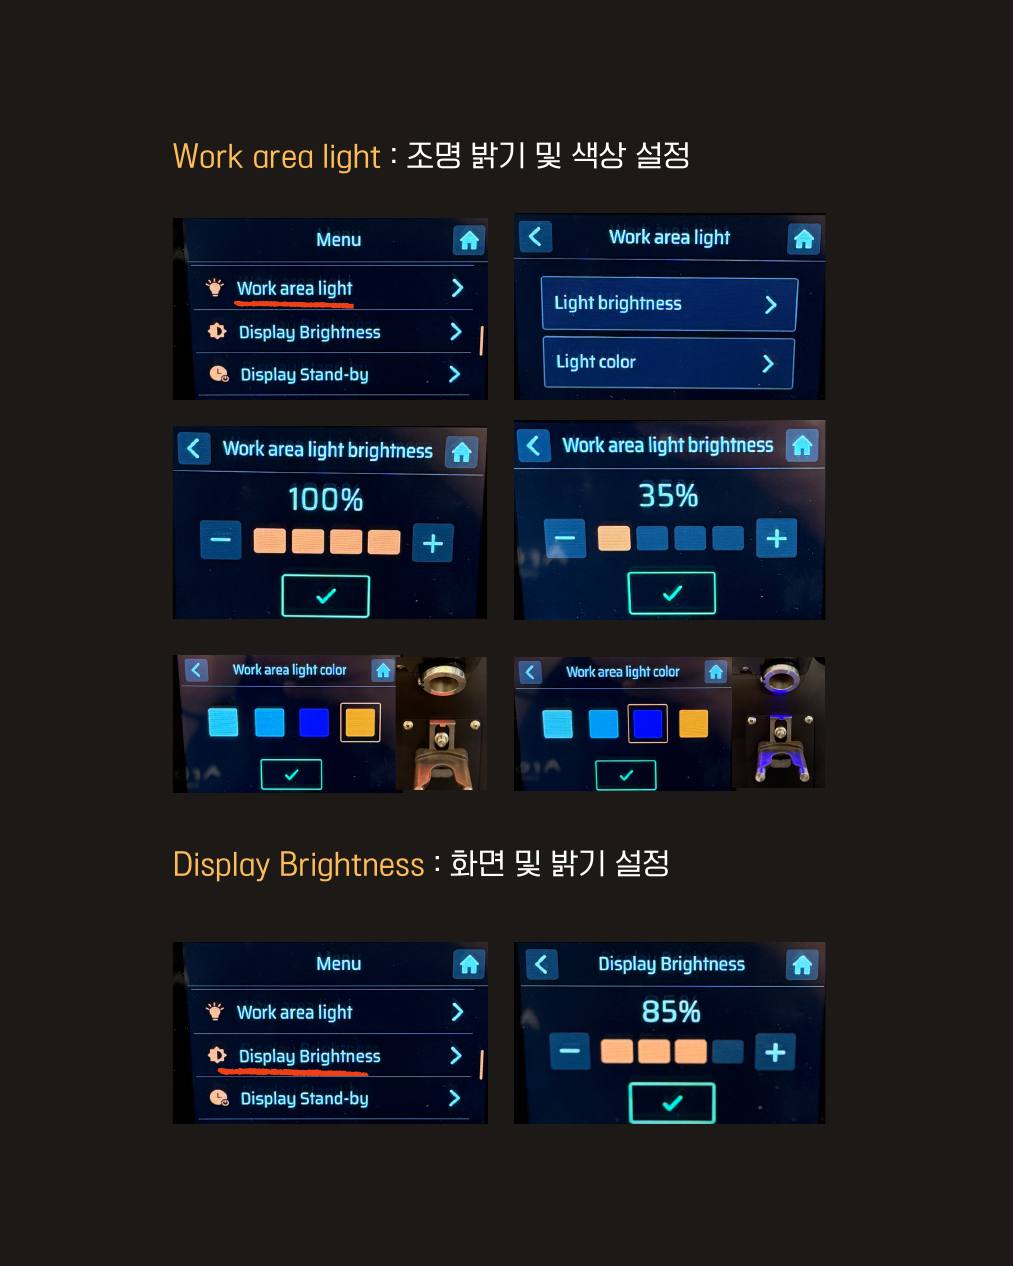 Work area light : 조명 밝기 및 색상 설정
Menu
Work area light
Display Brightness
Display Stand-by
Work area light
Light brightness
Light color
Work area light brightness
100%
Work area light brightness
35%
Work area light color
Work area light color
Display Brightness : 화면 및 밝기 설정
Menu
Work area light
Display Brightness
Display Stand-by
Display Brightness
85%